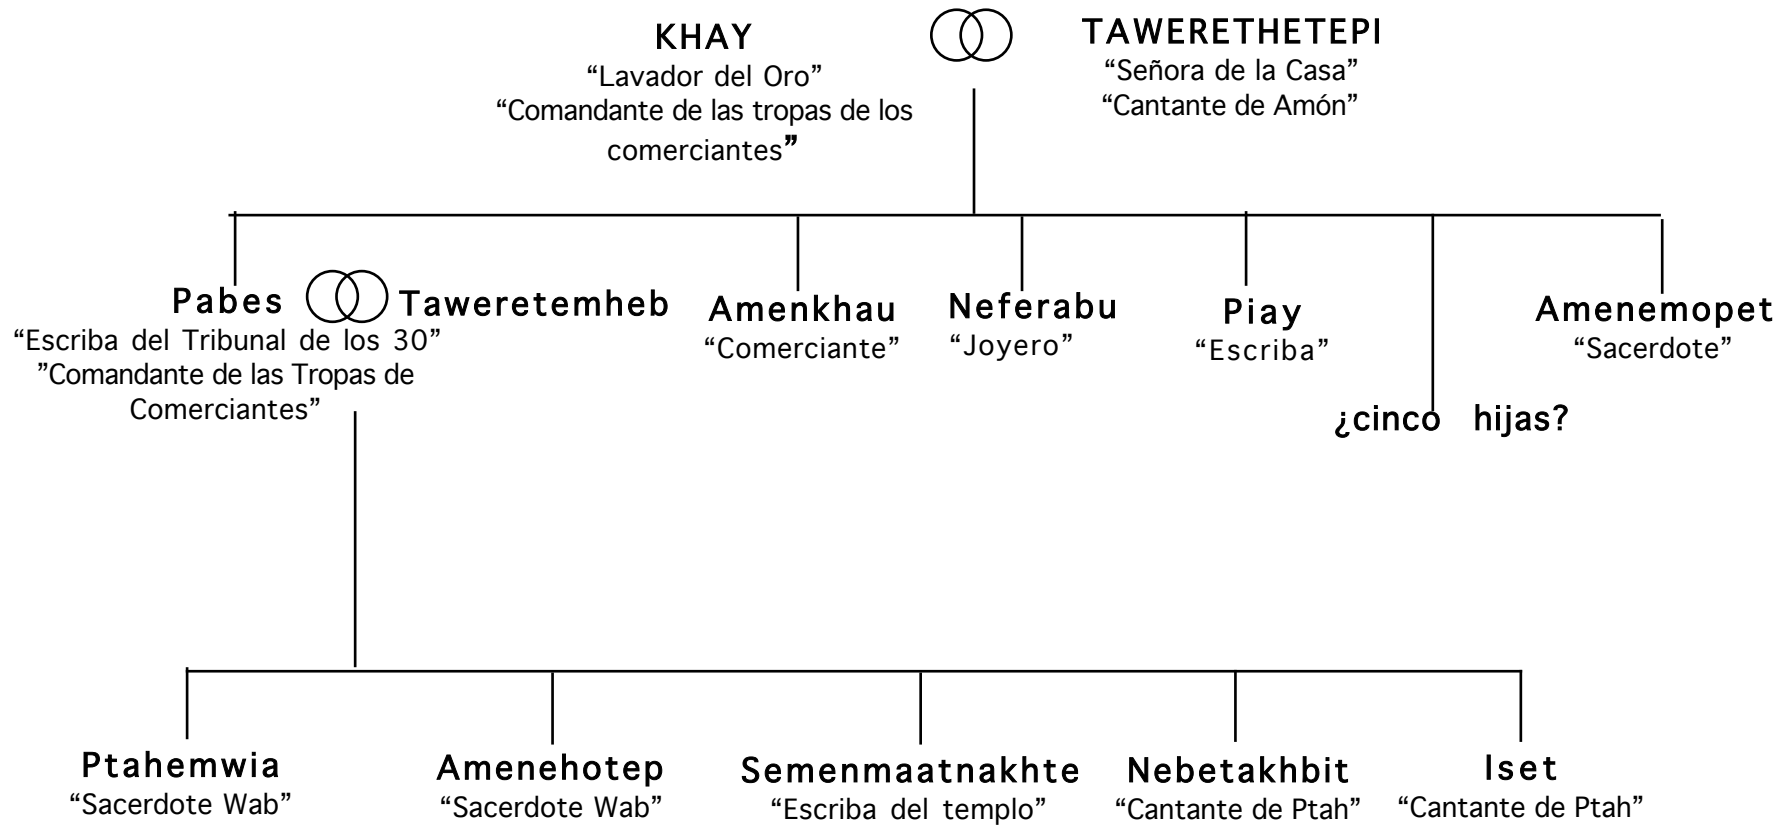 KHAY
“Lavador del Oro”
“Comandante de las tropas de los
comerciantes”
TAWERETHETEPI
“Señora de la Casa”
“Cantante de Amón”
Pabes
“Escriba del Tribunal de los 30”
”Comandante de las Tropas de
Comerciantes”
Taweretemheb
Amenkhau
“Comerciante”
Neferabu
“Joyero”
Piay
“Escriba”
¿cinco hijas?
Amenemopet
“Sacerdote”
Ptahemwia
“Sacerdote Wab”
Amenehotep
“Sacerdote Wab”
Semenmaatnakhte
“Escriba del templo”
Nebetakhbit
“Cantante de Ptah”
Iset
“Cantante de Ptah”